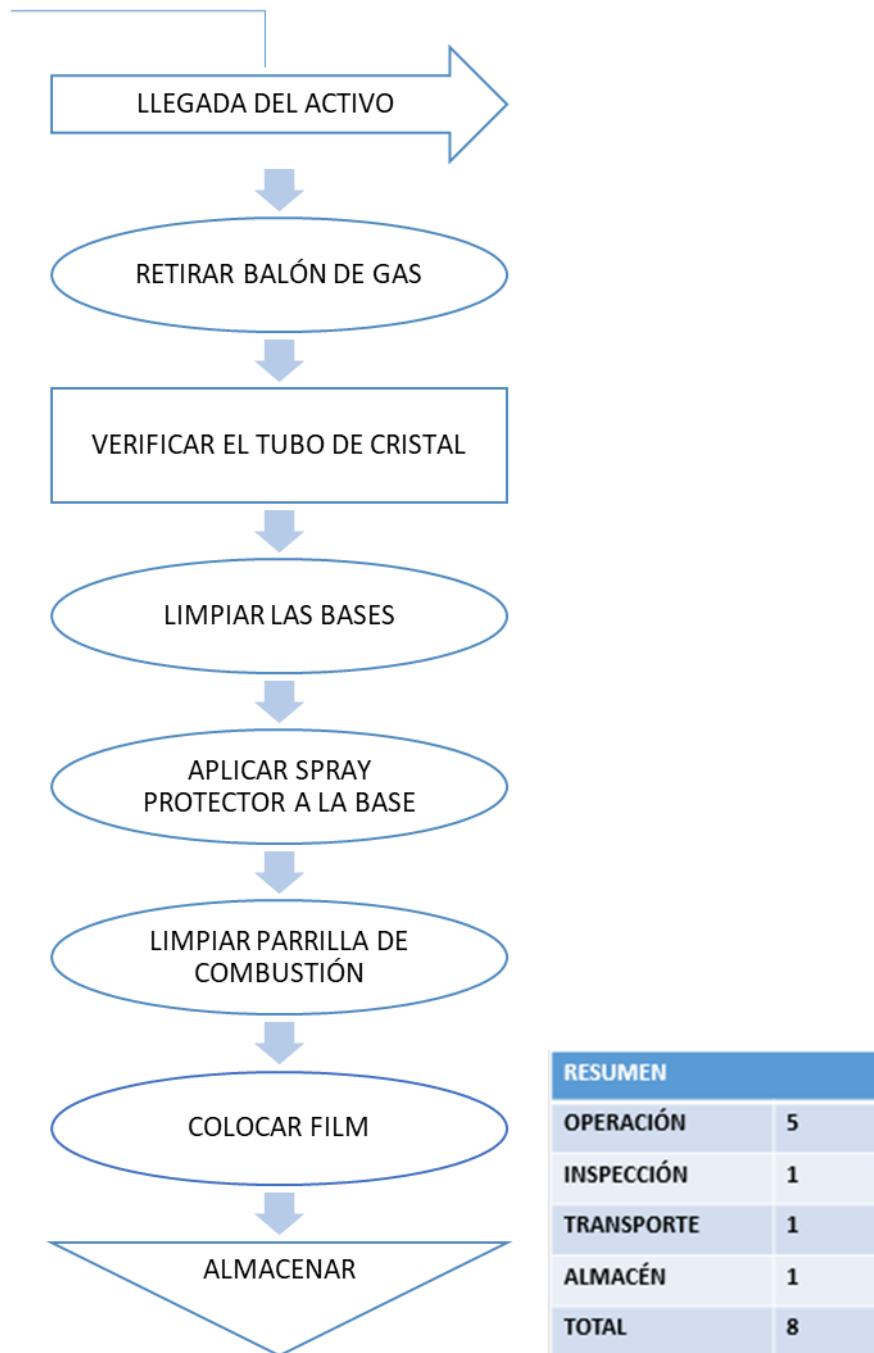 LLEGADA DEL ACTIVO
RETIRAR BALÓN DE GAS
VERIFICAR EL TUBO DE CRISTAL
LIMPIAR LAS BASES
APLICAR SPRAY
PROTECTOR A LA BASE
LIMPIAR PARRILLA DE
COMBUSTIÓN
COLOCAR FILM
ALMACENAR
RESUMEN
OPERACIÓN 5
INSPECCIÓN 1
TRANSPORTE 1
ALMACÉN 1
TOTAL 8